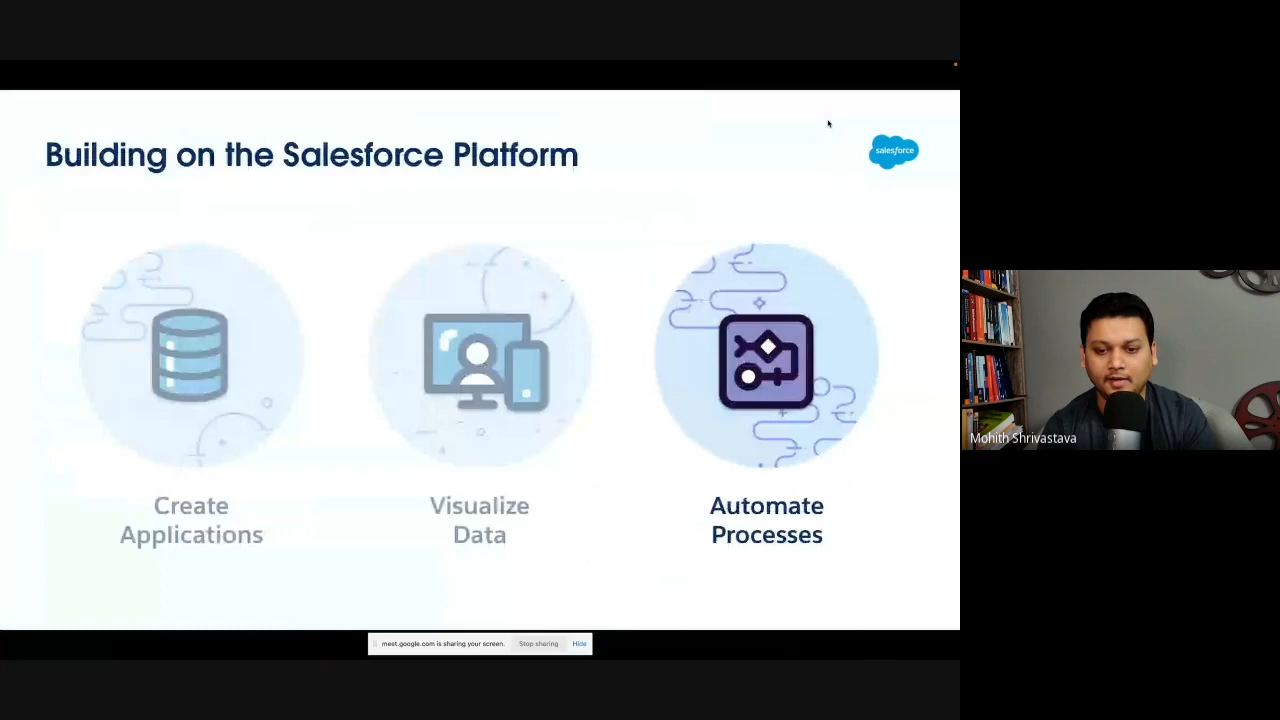 Building on the Salesforce Platform
salesforce
Create
Applications
Visualize
Data
Automate
Processes
Mohith Shrivastava
meet.google.com is sharing your screen.
Stop sharing
Hide